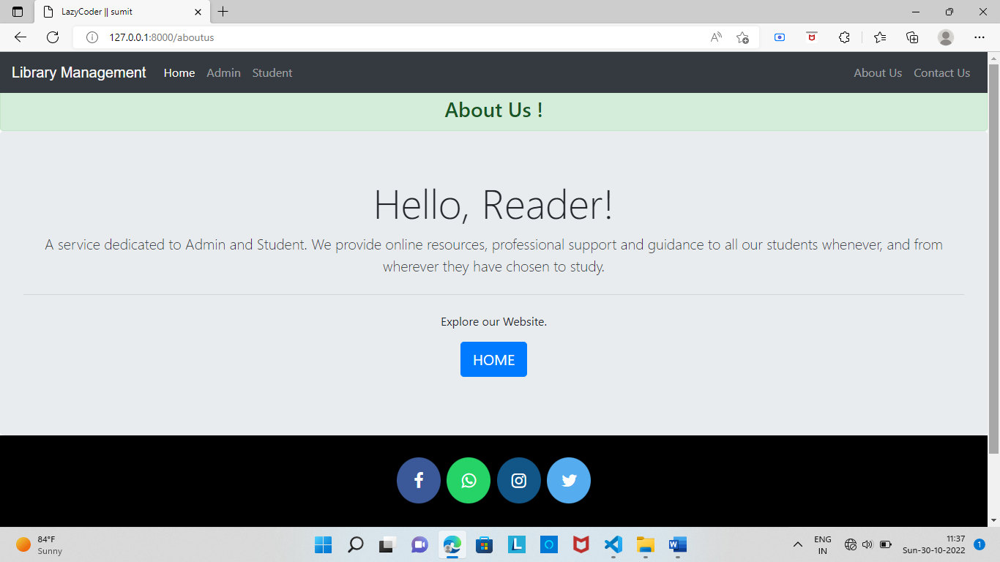 LazyCoder || sumit
127.0.0.1:8000/aboutus
Library Management Home Admin Student About Us Contact Us
About Us !
Hello, Reader!
A service dedicated to Admin and Student. We provide online resources, professional support and guidance to all our students whenever, and from
wherever they have chosen to study.
Explore our Website.
HOME
84°F
Sunny
ENG
IN
11:37
Sun-30-10-2022
1